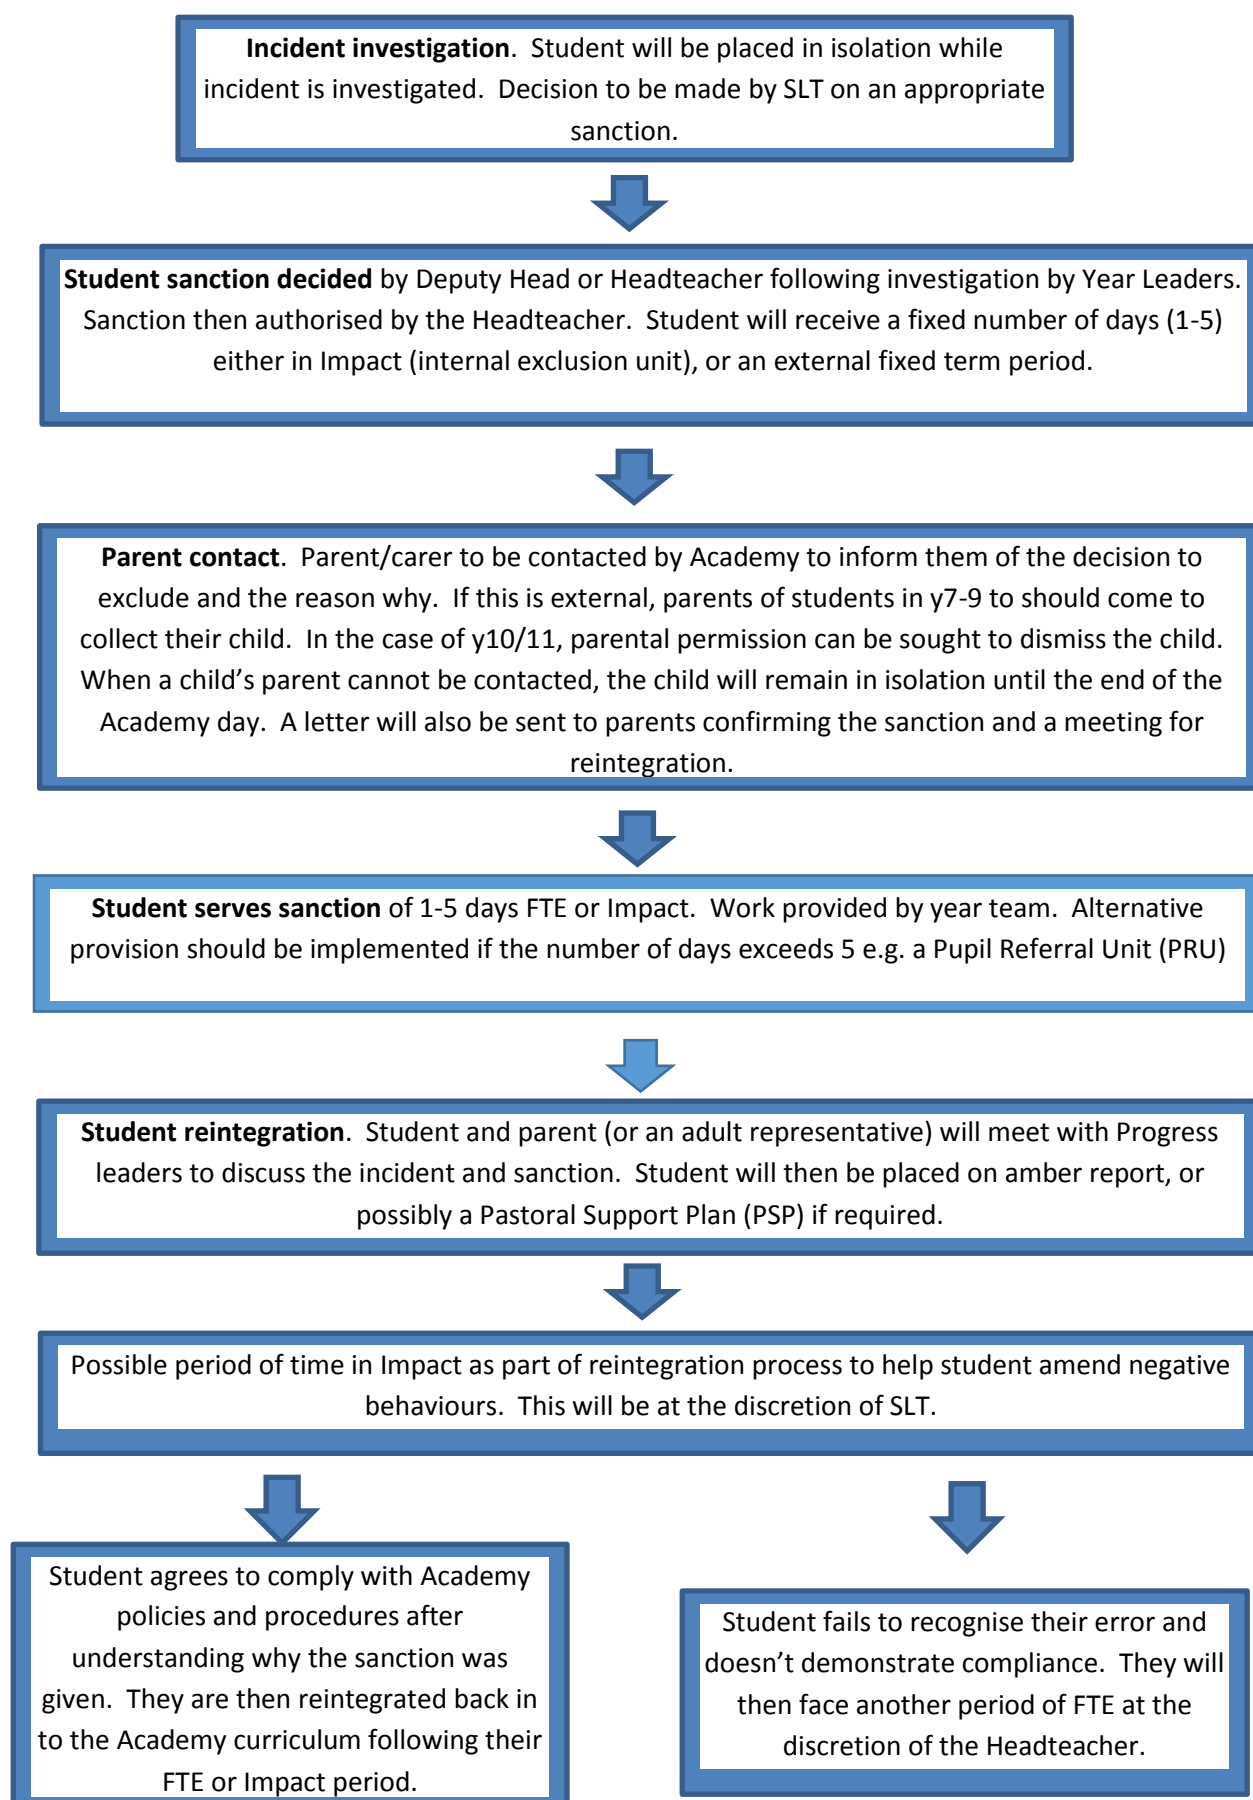 Incident investigation. Student will be placed in isolation while
incident is investigated. Decision to be made by SLT on an appropriate
sanction.
Student sanction decided by Deputy Head or Headteacher following investigation by Year Leaders.
Sanction then authorised by the Headteacher. Student will receive a fixed number of days (1-5)
either in Impact (internal exclusion unit), or an external fixed term period.
Parent contact. Parent/carer to be contacted by Academy to inform them of the decision to
exclude and the reason why. If this is external, parents of students in y7-9 to should come to
collect their child. In the case of y10/11, parental permission can be sought to dismiss the child.
When a child’s parent cannot be contacted, the child will remain in isolation until the end of the
Academy day. A letter will also be sent to parents confirming the sanction and a meeting for
reintegration.
Student serves sanction of 1-5 days FTE or Impact. Work provided by year team. Alternative
provision should be implemented if the number of days exceeds 5 e.g. a Pupil Referral Unit (PRU)
Student reintegration. Student and parent (or an adult representative) will meet with Progress
leaders to discuss the incident and sanction. Student will then be placed on amber report, or
possibly a Pastoral Support Plan (PSP) if required.
Possible period of time in Impact as part of reintegration process to help student amend negative
behaviours. This will be at the discretion of SLT.
Student agrees to comply with Academy
policies and procedures after
understanding why the sanction was
given. They are then reintegrated back in
to the Academy curriculum following their
FTE or Impact period.
Student fails to recognise their error and
doesn’t demonstrate compliance. They will
then face another period of FTE at the
discretion of the Headteacher.